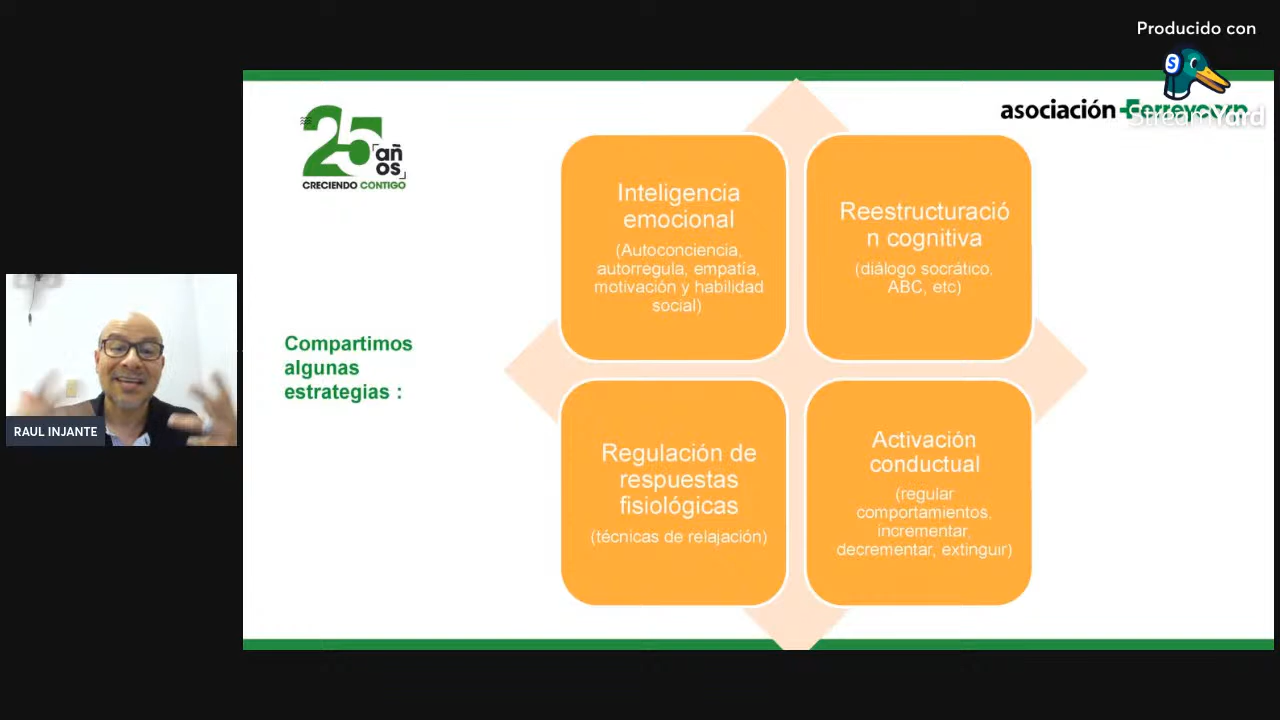 Producido con
StreamYard
asociación Ferreycorp
25 años
CRECIENDO CONTIGO
Inteligencia
emocional
(Autoconciencia,
autorregula, empatía,
motivación y habilidad
social)
Reestructuració
n cognitiva
(diálogo socrático,
ABC, etc)
Compartimos
algunas
estrategias :
Regulación de
respuestas
fisiológicas
(técnicas de relajación)
Activación
conductual
(regular
comportamientos,
incrementar,
decrementar, extinguir)
RAUL INJANTE